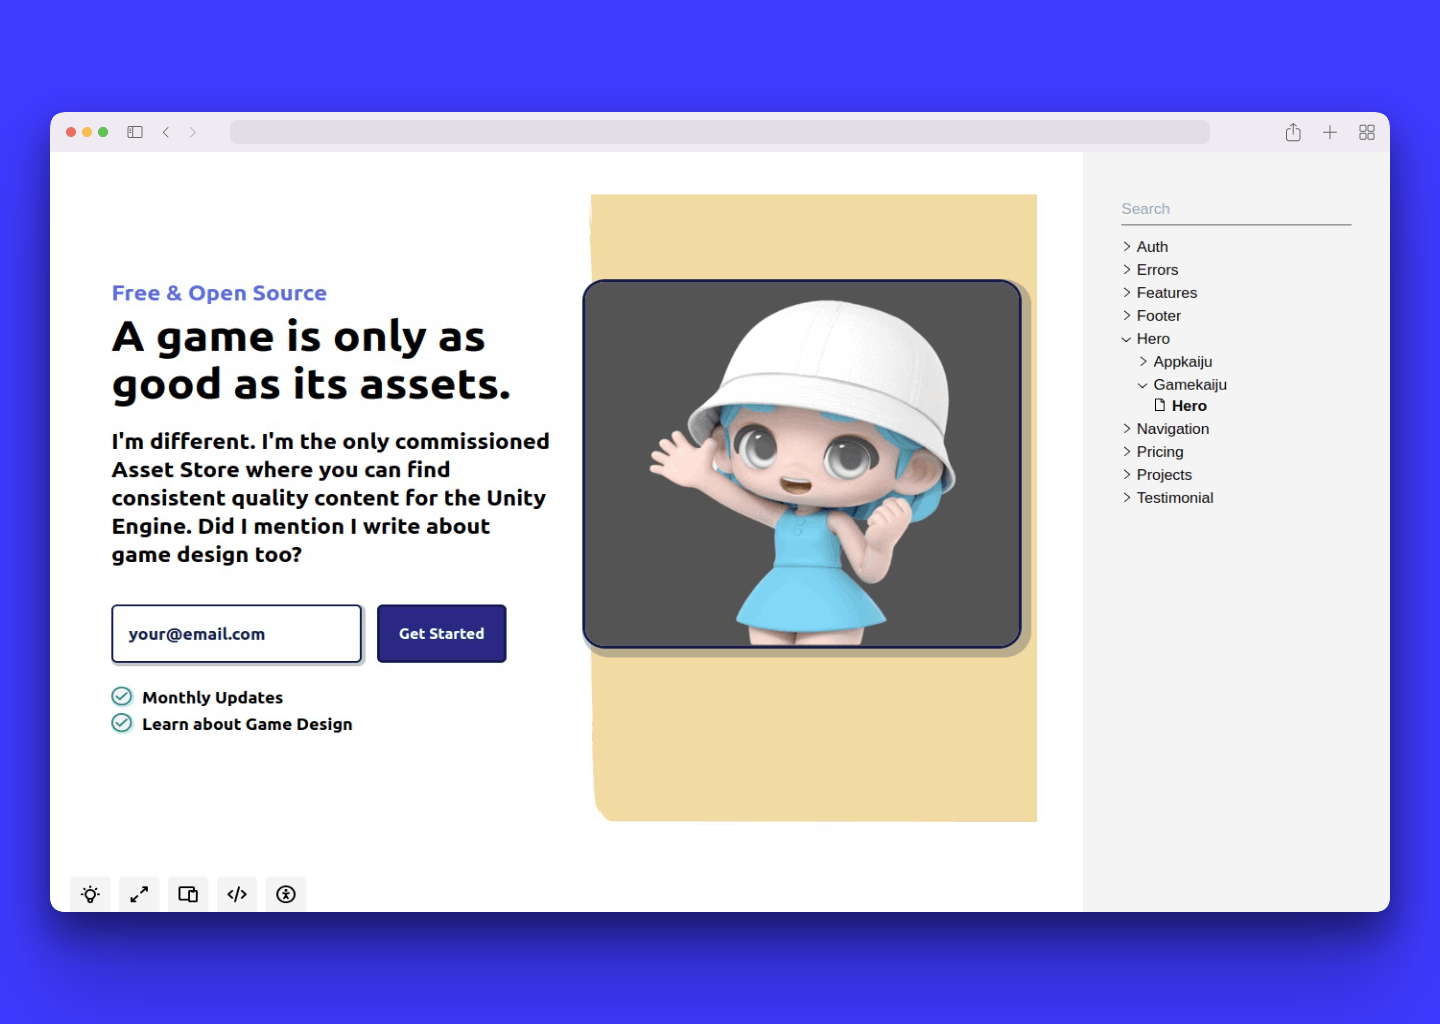 Free & Open Source
A game is only as
good as its assets.
I'm different. I'm the only commissioned
Asset Store where you can find
consistent quality content for the Unity
Engine. Did I mention I write about
game design too?
your@email.com
Get Started
Monthly Updates
Learn about Game Design
Search
Auth
Errors
Features
Footer
Hero
Appkaiju
Gamekaiju
Hero
Navigation
Pricing
Projects
Testimonial